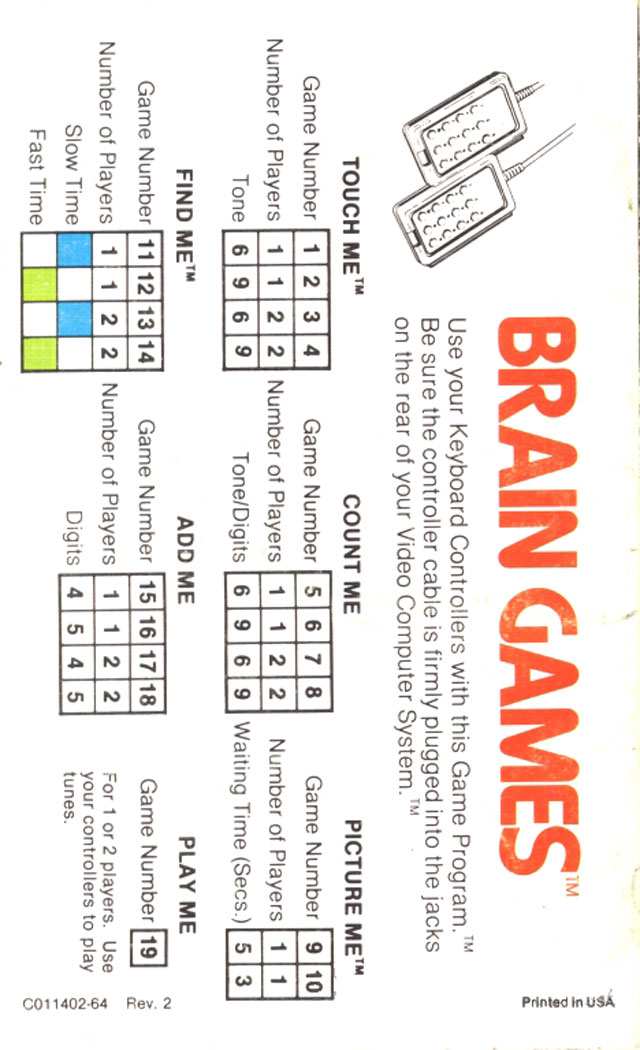 BRAIN GAMES™
Use your Keyboard Controllers with this Game Program.™
Be sure the controller cable is firmly plugged into the jacks
on the rear of your Video Computer System.™
TOUCH ME™
Game Number 1 2 3 4
Number of Players 1 1 2 2
Tone 6 9 6 9
COUNT ME
Game Number 5 6 7 8
Number of Players 1 1 2 2
Tone/Digits 6 9 6 9
PICTURE ME™
Game Number 9 10
Number of Players 1 1
Waiting Time (Secs.) 5 3
FIND ME™
Game Number 11 12 13 14
Number of Players 1 1 2 2
Slow Time
Fast Time
ADD ME
Game Number 15 16 17 18
Number of Players 1 1 2 2
Digits 4 5 4 5
PLAY ME
Game Number 19
For 1 or 2 players. Use
your controllers to play
tunes.
C011402-64 Rev. 2
Printed in USA